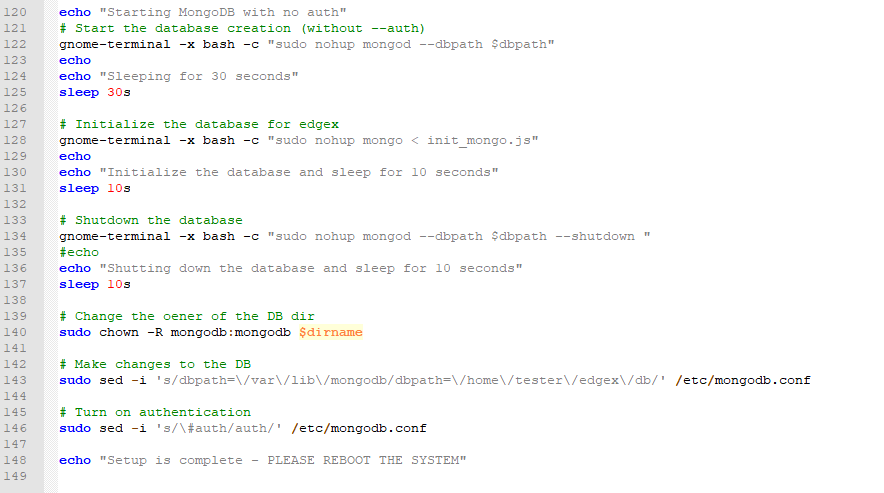 120 echo "Starting MongoDB with no auth"
121 # Start the database creation (without --auth)
122 gnome-terminal -x bash -c "sudo nohup mongod --dbpath $dbpath"
123 echo
124 echo "Sleeping for 30 seconds"
125 sleep 30s
126
127 # Initialize the database for edgex
128 gnome-terminal -x bash -c "sudo nohup mongo < init_mongo.js"
129 echo
130 echo "Initialize the database and sleep for 10 seconds"
131 sleep 10s
132
133 # Shutdown the database
134 gnome-terminal -x bash -c "sudo nohup mongod --dbpath $dbpath --shutdown "
135 #echo
136 echo "Shutting down the database and sleep for 10 seconds"
137 sleep 10s
138
139 # Change the oener of the DB dir
140 sudo chown -R mongodb:mongodb $dirname
141
142 # Make changes to the DB
143 sudo sed -i 's/dbpath=\/var\/lib\/mongodb/dbpath=\/home\/tester\/edgex\/db/' /etc/mongodb.conf
144
145 # Turn on authentication
146 sudo sed -i 's/\#auth/auth/' /etc/mongodb.conf
147
148 echo "Setup is complete - PLEASE REBOOT THE SYSTEM"
149